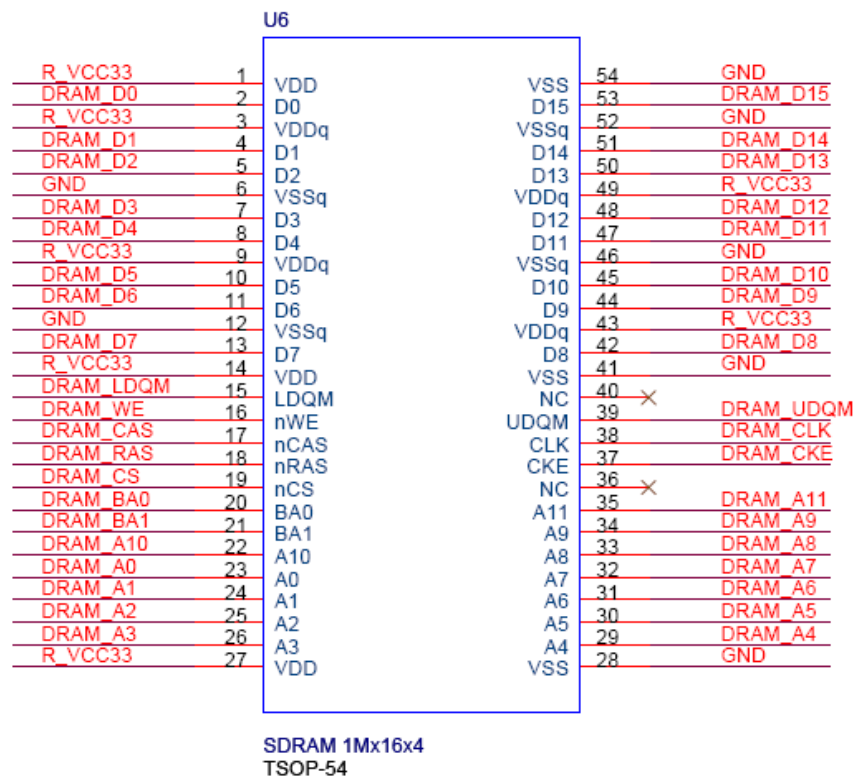 U6
R_VCC33 1 VDD VSS 54 GND
DRAM_D0 2 D0 D15 53 DRAM_D15
R_VCC33 3 VDDq VSSq 52 GND
DRAM_D1 4 D1 D14 51 DRAM_D14
DRAM_D2 5 D2 D13 50 DRAM_D13
GND 6 VSSq VDDq 49 R_VCC33
DRAM_D3 7 D3 D12 48 DRAM_D12
DRAM_D4 8 D4 D11 47 DRAM_D11
R_VCC33 9 VDDq VSSq 46 GND
DRAM_D5 10 D5 D10 45 DRAM_D10
DRAM_D6 11 D6 D9 44 DRAM_D9
GND 12 VSSq VDDq 43 R_VCC33
DRAM_D7 13 D7 D8 42 DRAM_D8
R_VCC33 14 VDD VSS 41 GND
DRAM_LDQM 15 LDQM NC 40
DRAM_WE 16 nWE UDQM 39 DRAM_UDQM
DRAM_CAS 17 nCAS CLK 38 DRAM_CLK
DRAM_RAS 18 nRAS CKE 37 DRAM_CKE
DRAM_CS 19 nCS NC 36
DRAM_BA0 20 BA0 A11 35 DRAM_A11
DRAM_BA1 21 BA1 A9 34 DRAM_A9
DRAM_A10 22 A10 A8 33 DRAM_A8
DRAM_A0 23 A0 A7 32 DRAM_A7
DRAM_A1 24 A1 A6 31 DRAM_A6
DRAM_A2 25 A2 A5 30 DRAM_A5
DRAM_A3 26 A3 A4 29 DRAM_A4
R_VCC33 27 VDD VSS 28 GND
SDRAM 1Mx16x4
TSOP-54